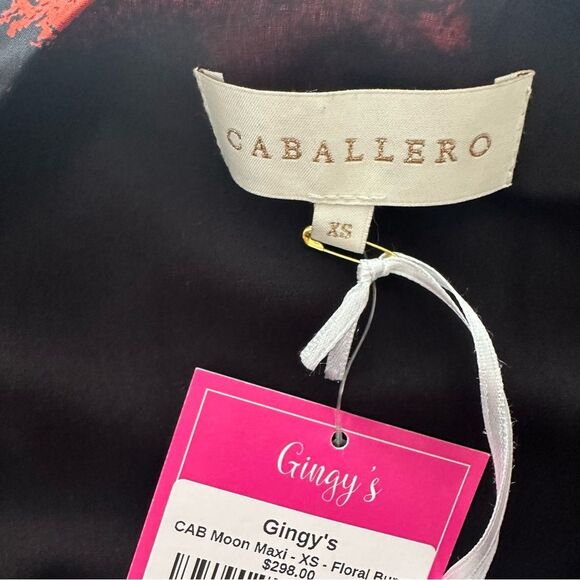 CABALLERO
XS
Gingy's
Gingy's
CAB Moon Maxi - XS - Floral
$298.00